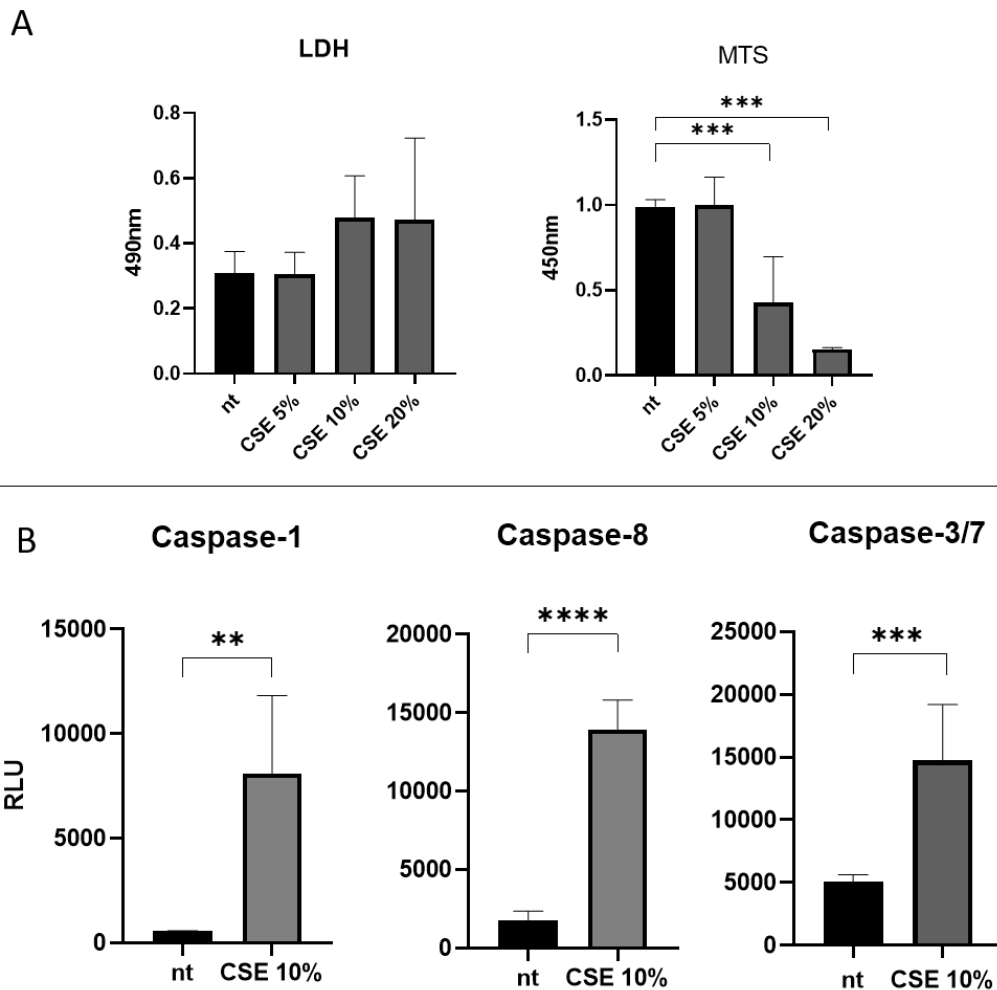 A
LDH
MTS
***
***
0.8
0.6
0.4
0.2
0.0
490nm
nt
CSE 5%
CSE 10%
CSE 20%
1.5
1.0
0.5
0.0
450nm
nt
CSE 5%
CSE 10%
CSE 20%
B
Caspase-1
Caspase-8
Caspase-3/7
RLU
15000
10000
5000
0
**
nt
CSE 10%
20000
15000
10000
5000
0
****
nt
CSE 10%
25000
20000
15000
10000
5000
0
***
nt
CSE 10%